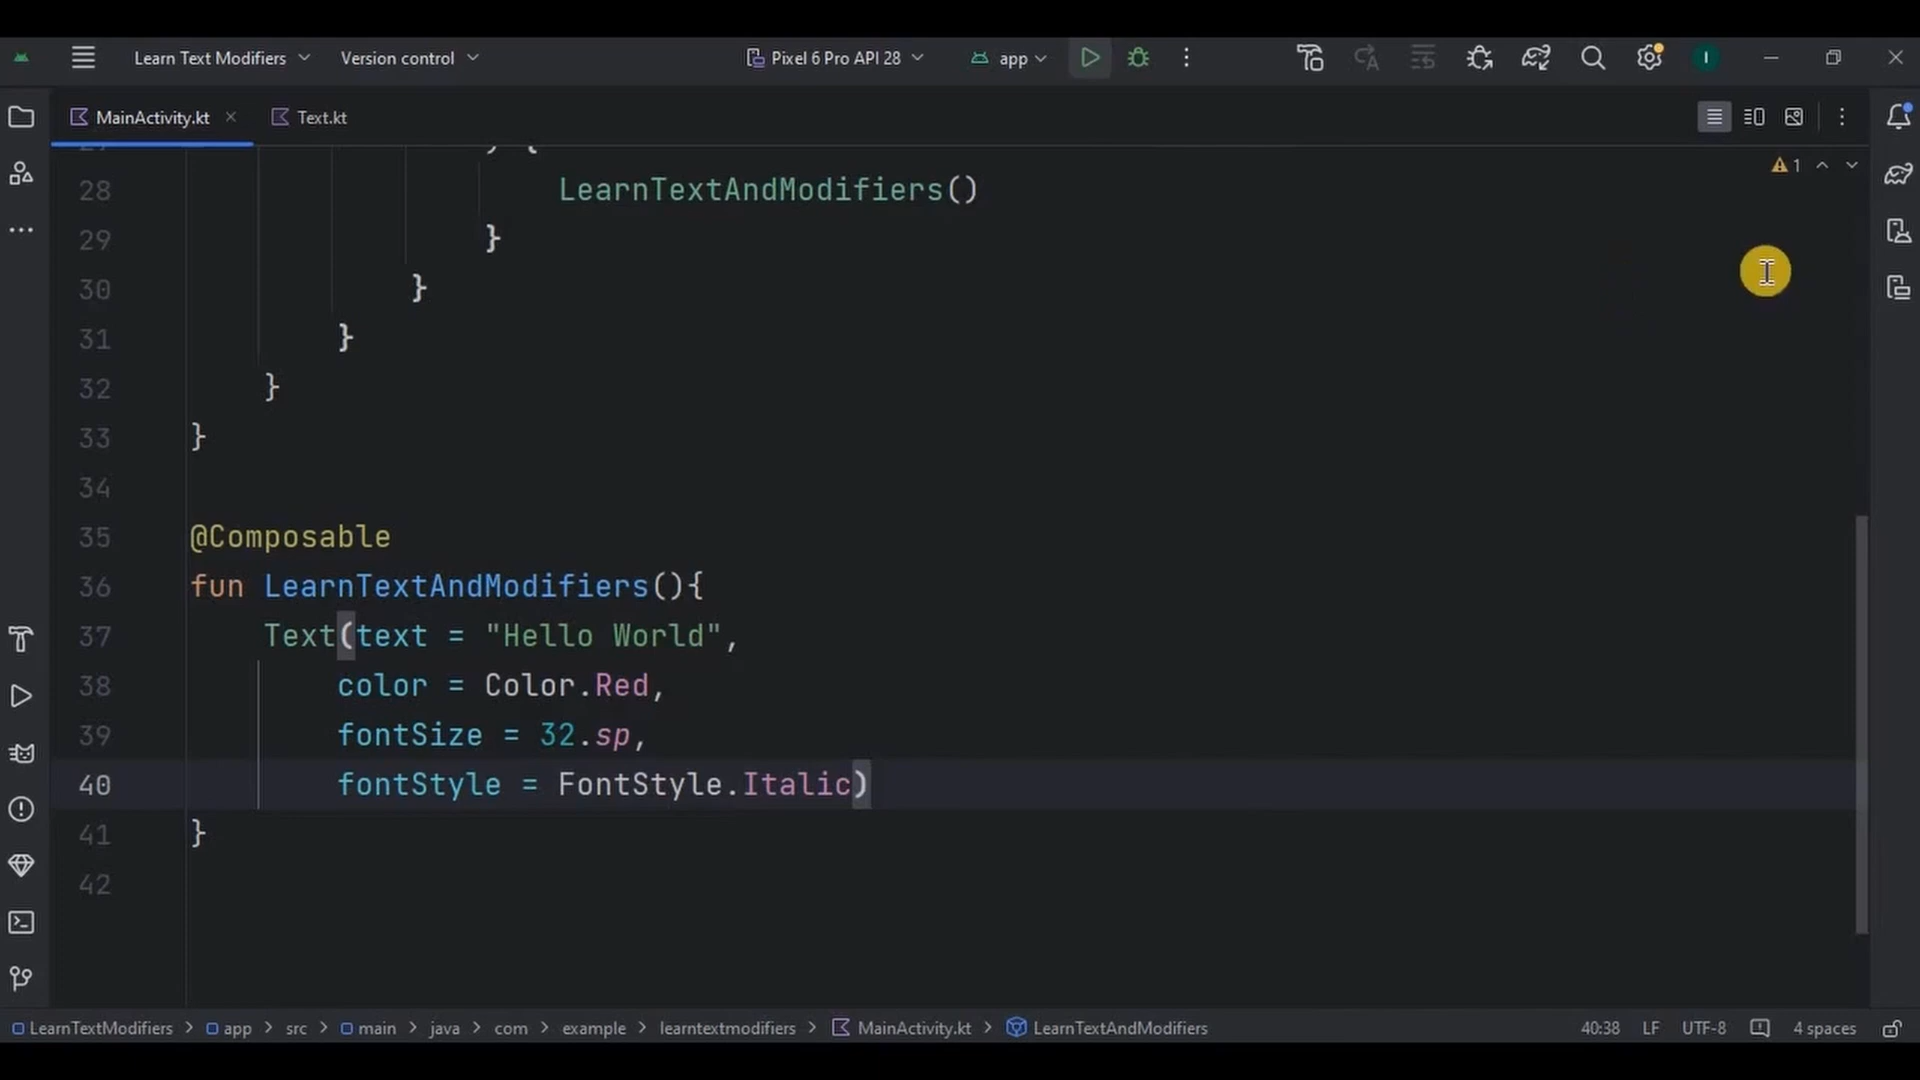 Learn Text Modifiers Version control Pixel 6 Pro API 28 app I
MainActivity.kt Text.kt
) {
1
28 LearnTextAndModifiers()
29 }
30 }
31 }
32 }
33 }
34
35 @Composable
36 fun LearnTextAndModifiers(){
37 Text(text = "Hello World",
38 color = Color.Red,
39 fontSize = 32.sp,
40 fontStyle = FontStyle.Italic)
41 }
42
LearnTextModifiers > app > src > main > java > com > example > learntextmodifiers > MainActivity.kt > LearnTextAndModifiers 40:38 LF UTF-8 4 spaces